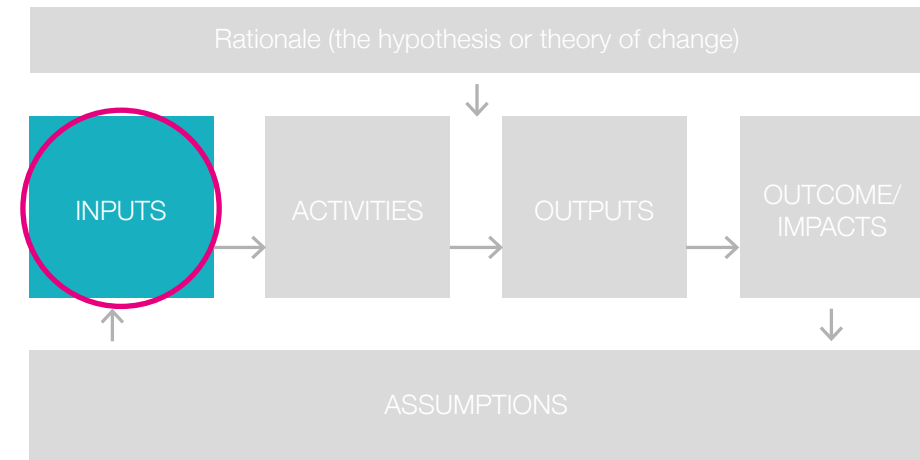 Rationale (the hypothesis or theory of change)
INPUTS
ACTIVITIES
OUTPUTS
OUTCOME/
IMPACTS
ASSUMPTIONS